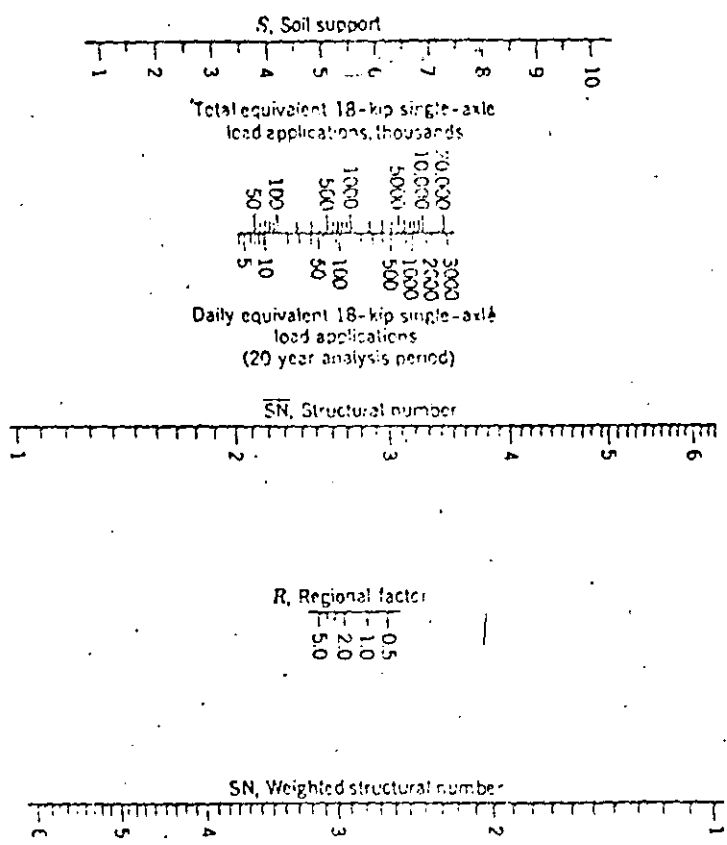 S, Soil support
1 2 3 4 5 6 7 8 9 10
Total equivalent 18-kip single-axle
load applications, thousands
50 100 500 1000 5000 10,000 20,000
5 10 50 100 500 1000 2000 3000
Daily equivalent 18-kip single-axle
load applications
(20 year analysis period)
SN, Structural number
1 2 3 4 5 6
R, Regional factor
5.0 2.0 1.0 0.5
SN, Weighted structural number
6 5 4 3 2 1